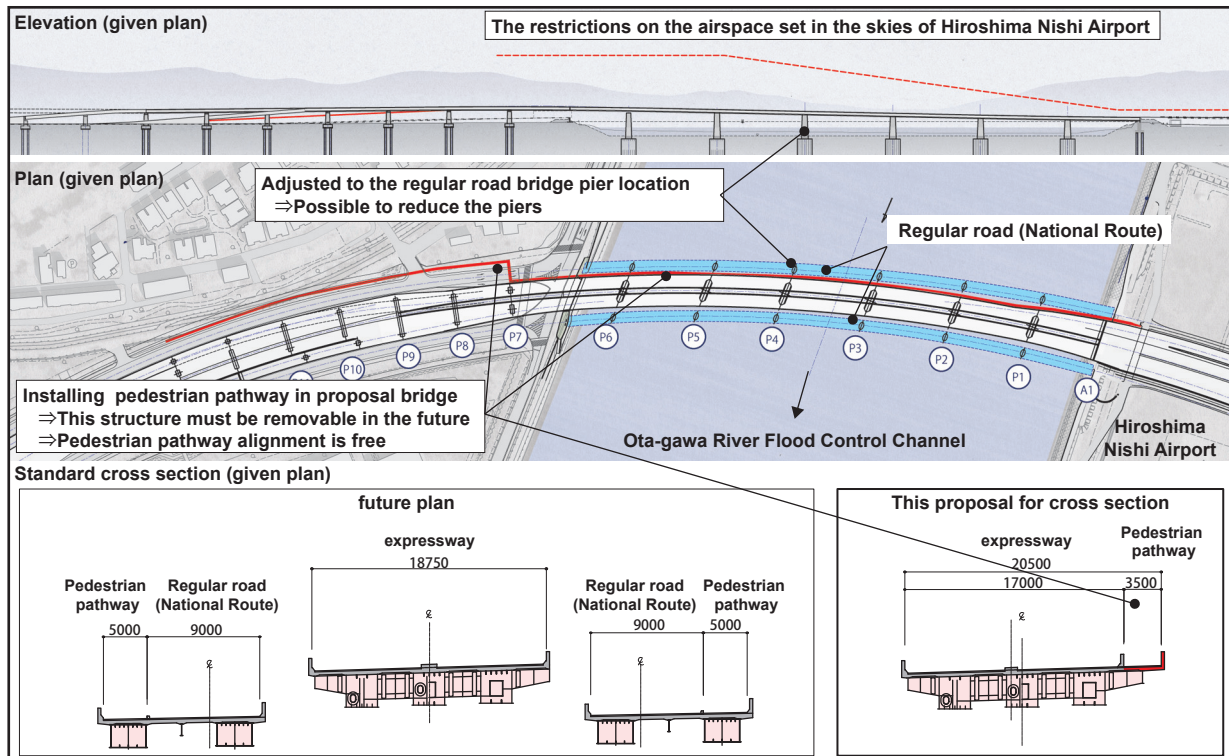 Elevation (given plan)
The restrictions on the airspace set in the skies of Hiroshima Nishi Airport
Plan (given plan)
Adjusted to the regular road bridge pier location
⇒Possible to reduce the piers
Regular road (National Route)
P10
P9
P8
P7
P6
P5
P4
P3
P2
P1
A1
Installing pedestrian pathway in proposal bridge
⇒This structure must be removable in the future
⇒Pedestrian pathway alignment is free
Ota-gawa River Flood Control Channel
Hiroshima
Nishi Airport
Standard cross section (given plan)
future plan
expressway
18750
Pedestrian
pathway
Regular road
(National Route)
5000
9000
Regular road
(National Route)
Pedestrian
pathway
9000
5000
This proposal for cross section
expressway
Pedestrian
pathway
20500
17000
3500